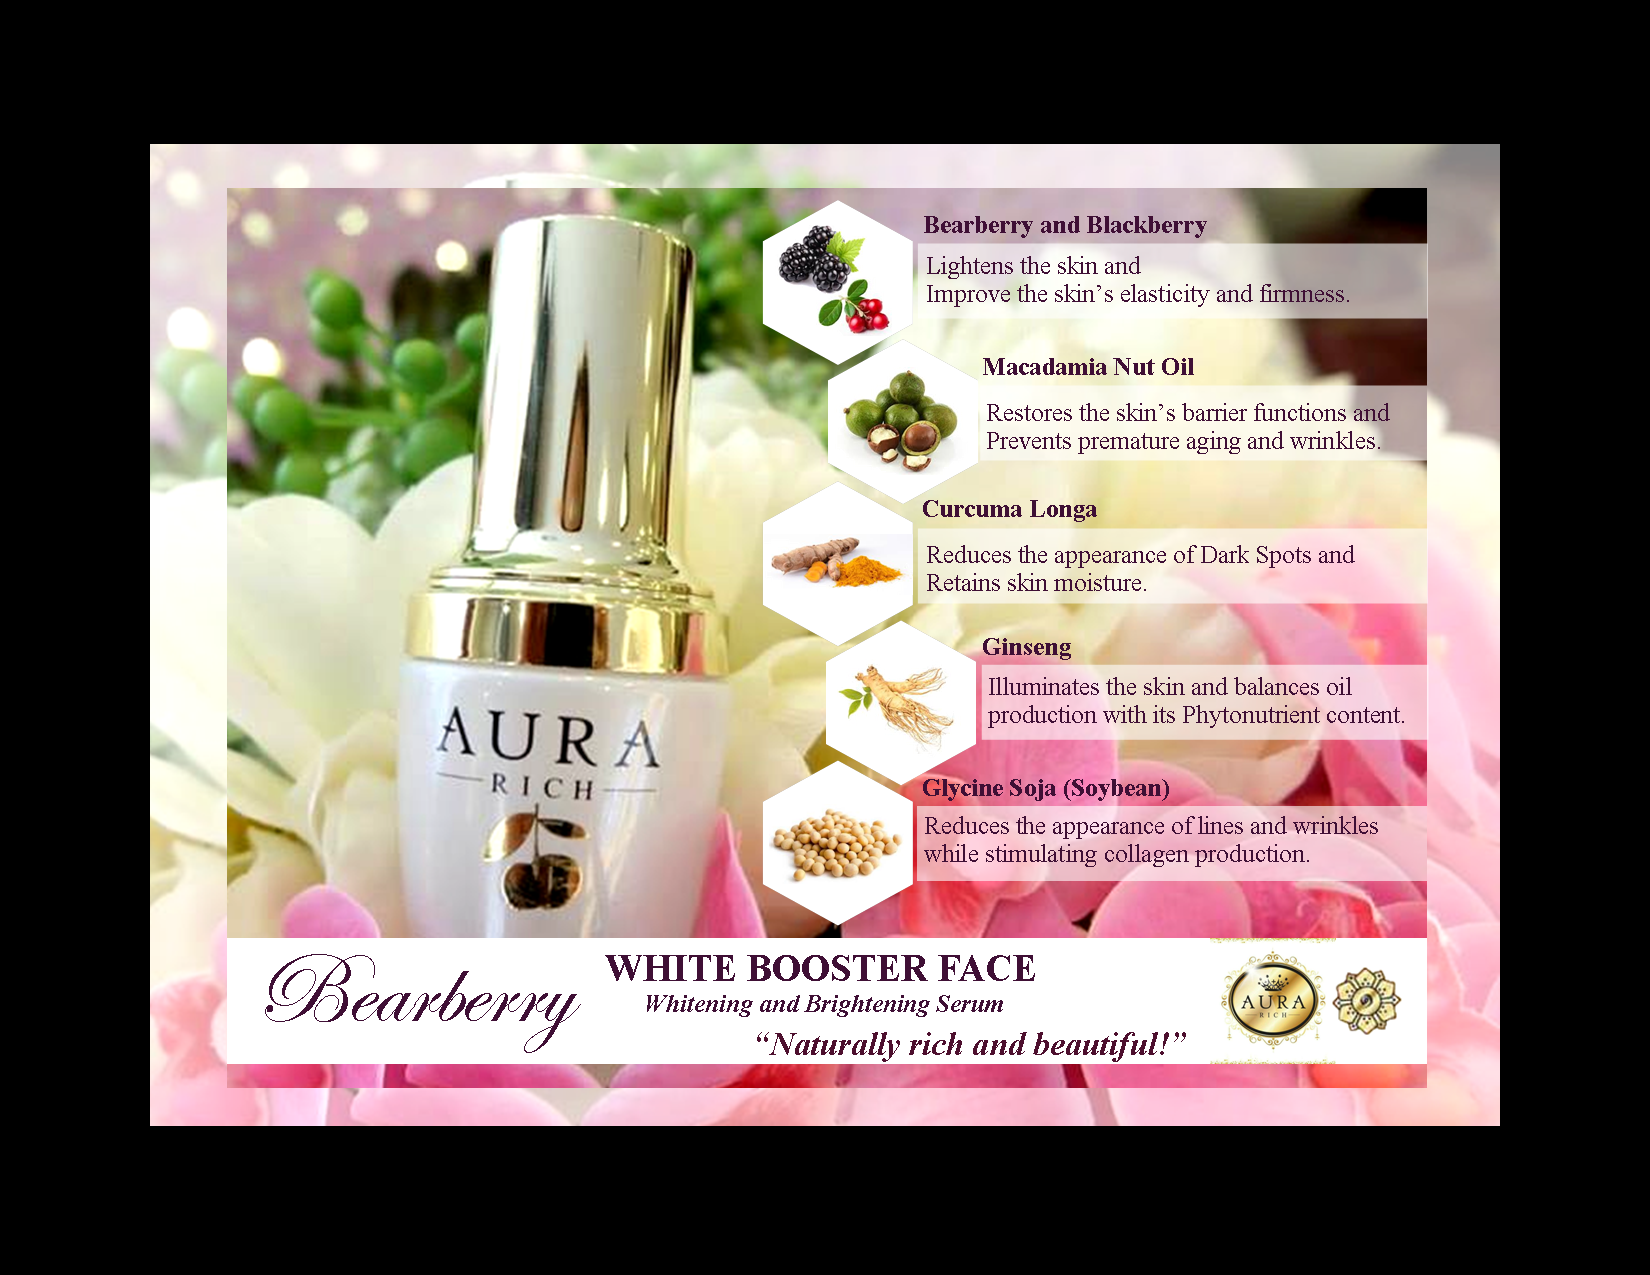 Bearberry and Blackberry
Lightens the skin and
Improve the skin’s elasticity and firmness.
Macadamia Nut Oil
Restores the skin’s barrier functions and
Prevents premature aging and wrinkles.
Curcuma Longa
Reduces the appearance of Dark Spots and
Retains skin moisture.
Ginseng
Illuminates the skin and balances oil
production with its Phytonutrient content.
Glycine Soja (Soybean)
Reduces the appearance of lines and wrinkles
while stimulating collagen production.
AURA
RICH
Bearberry
WHITE BOOSTER FACE
Whitening and Brightening Serum
“Naturally rich and beautiful!”
AURA
RICH